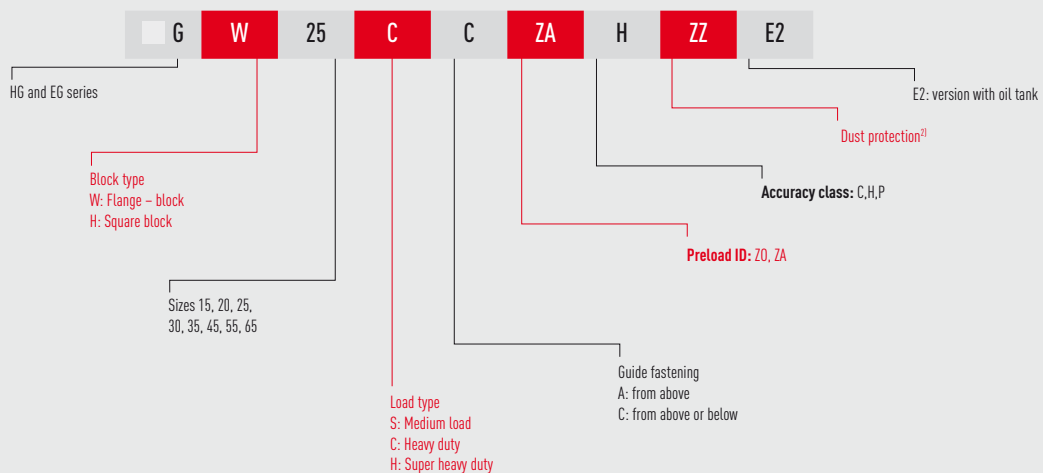 G W 25 C C ZA H ZZ E2
HG and EG series
E2: version with oil tank
Dust protection2)
Block type
W: Flange – block
H: Square block
Accuracy class: C,H,P
Preload ID: Z0, ZA
Sizes 15, 20, 25,
30, 35, 45, 55, 65
Guide fastening
A: from above
C: from above or below
Load type
S: Medium load
C: Heavy duty
H: Super heavy duty